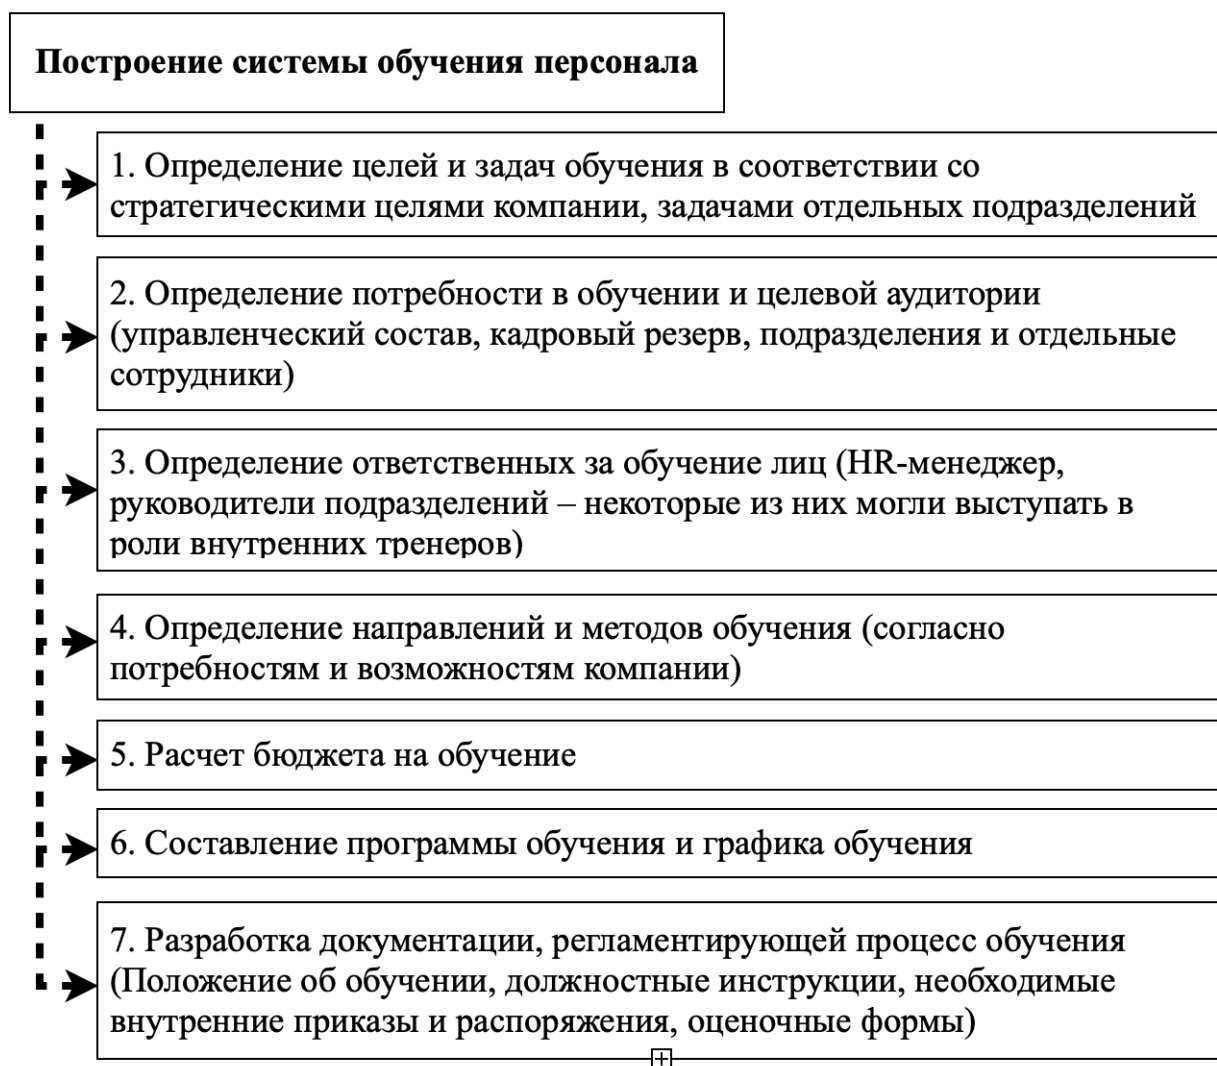 Построение системы обучения персонала
1. Определение целей и задач обучения в соответствии со
стратегическими целями компании, задачами отдельных подразделений
2. Определение потребности в обучении и целевой аудитории
(управленческий состав, кадровый резерв, подразделения и отдельные
сотрудники)
3. Определение ответственных за обучение лиц (HR-менеджер,
руководители подразделений – некоторые из них могли выступать в
роли внутренних тренеров)
4. Определение направлений и методов обучения (согласно
потребностям и возможностям компании)
5. Расчет бюджета на обучение
6. Составление программы обучения и графика обучения
7. Разработка документации, регламентирующей процесс обучения
(Положение об обучении, должностные инструкции, необходимые
внутренние приказы и распоряжения, оценочные формы)